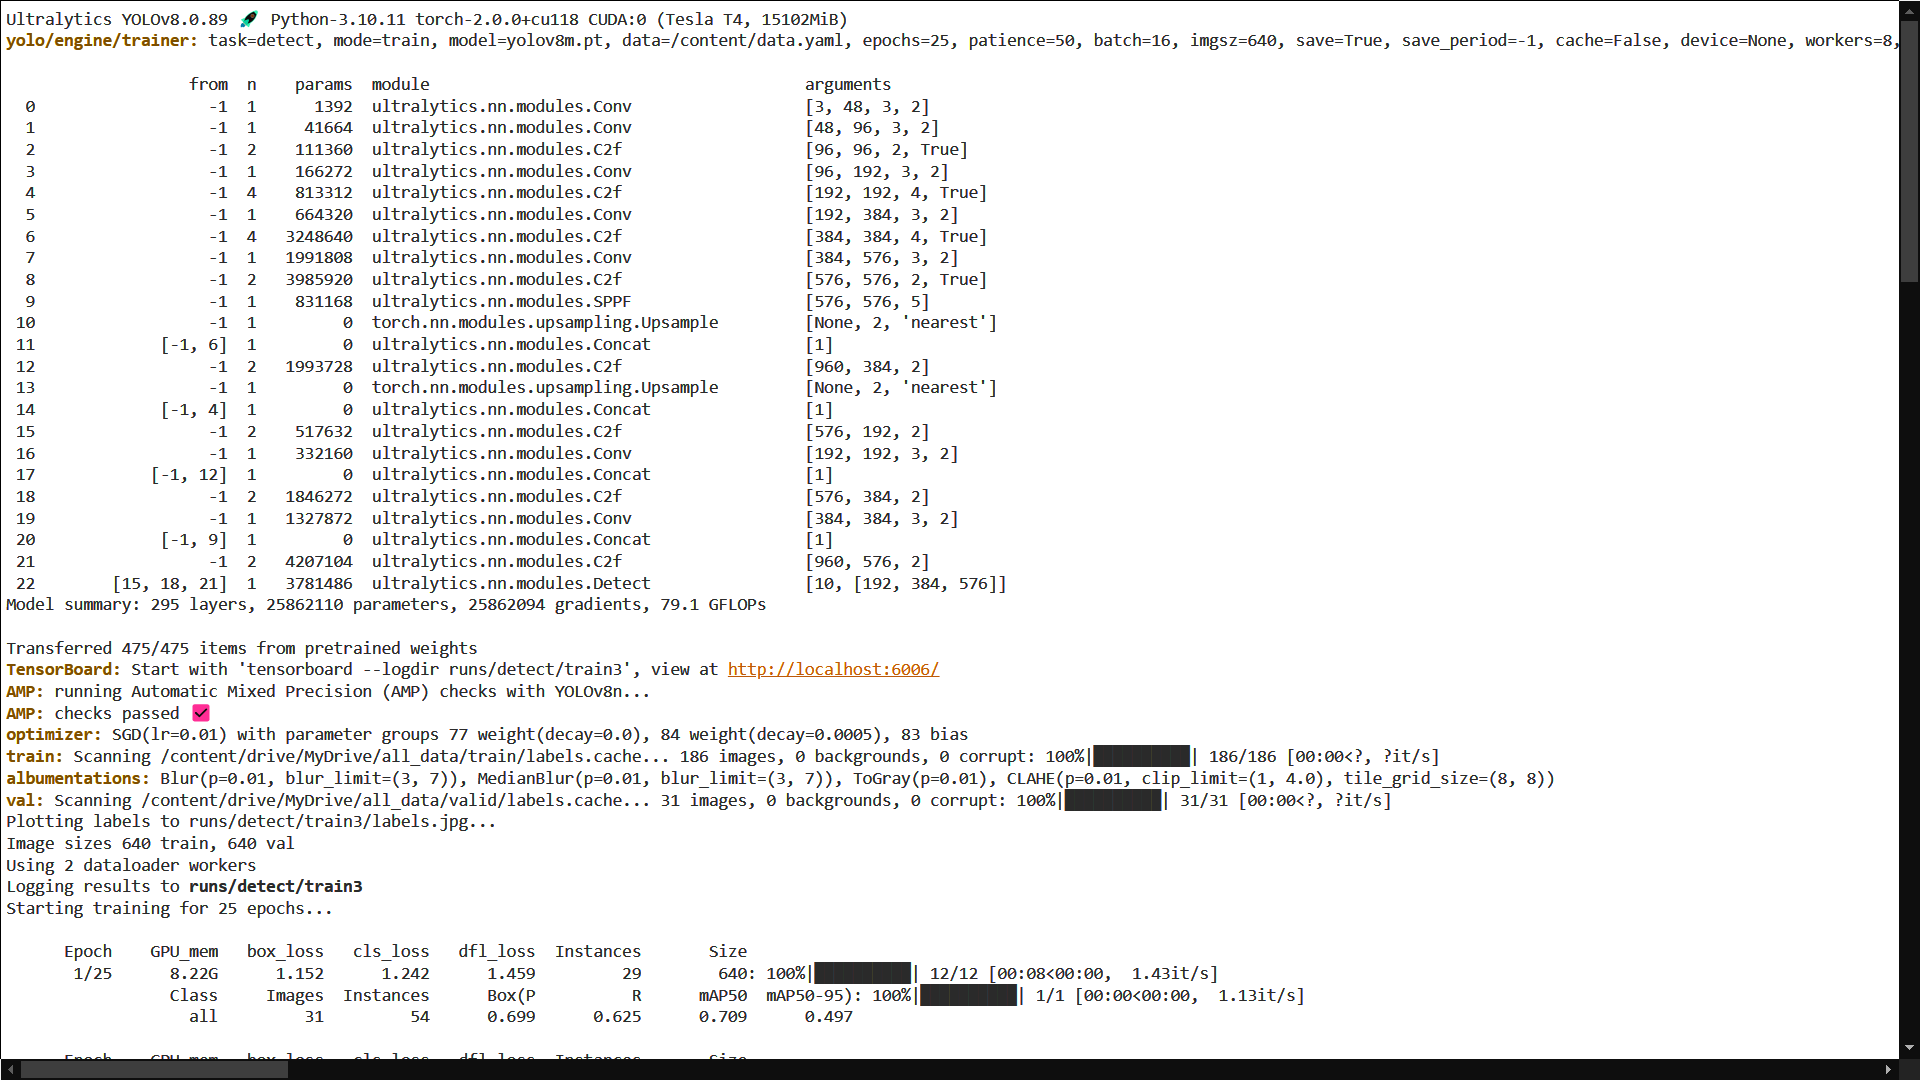 Ultralytics YOLOv8.0.89 🚀 Python-3.10.11 torch-2.0.0+cu118 CUDA:0 (Tesla T4, 15102MiB)
yolo/engine/trainer: task=detect, mode=train, model=yolov8m.pt, data=/content/data.yaml, epochs=25, patience=50, batch=16, imgsz=640, save=True, save_period=-1, cache=False, device=None, workers=8,
from n params module arguments
0 -1 1 1392 ultralytics.nn.modules.Conv [3, 48, 3, 2]
1 -1 1 41664 ultralytics.nn.modules.Conv [48, 96, 3, 2]
2 -1 2 111360 ultralytics.nn.modules.C2f [96, 96, 2, True]
3 -1 1 166272 ultralytics.nn.modules.Conv [96, 192, 3, 2]
4 -1 4 813312 ultralytics.nn.modules.C2f [192, 192, 4, True]
5 -1 1 664320 ultralytics.nn.modules.Conv [192, 384, 3, 2]
6 -1 4 3248640 ultralytics.nn.modules.C2f [384, 384, 4, True]
7 -1 1 1991808 ultralytics.nn.modules.Conv [384, 576, 3, 2]
8 -1 2 3985920 ultralytics.nn.modules.C2f [576, 576, 2, True]
9 -1 1 831168 ultralytics.nn.modules.SPPF [576, 576, 5]
10 -1 1 0 torch.nn.modules.upsampling.Upsample [None, 2, 'nearest']
11 [-1, 6] 1 0 ultralytics.nn.modules.Concat [1]
12 -1 2 1993728 ultralytics.nn.modules.C2f [960, 384, 2]
13 -1 1 0 torch.nn.modules.upsampling.Upsample [None, 2, 'nearest']
14 [-1, 4] 1 0 ultralytics.nn.modules.Concat [1]
15 -1 2 517632 ultralytics.nn.modules.C2f [576, 192, 2]
16 -1 1 332160 ultralytics.nn.modules.Conv [192, 192, 3, 2]
17 [-1, 12] 1 0 ultralytics.nn.modules.Concat [1]
18 -1 2 1846272 ultralytics.nn.modules.C2f [576, 384, 2]
19 -1 1 1327872 ultralytics.nn.modules.Conv [384, 384, 3, 2]
20 [-1, 9] 1 0 ultralytics.nn.modules.Concat [1]
21 -1 2 4207104 ultralytics.nn.modules.C2f [960, 576, 2]
22 [15, 18, 21] 1 3781486 ultralytics.nn.modules.Detect [10, [192, 384, 576]]
Model summary: 295 layers, 25862110 parameters, 25862094 gradients, 79.1 GFLOPs
Transferred 475/475 items from pretrained weights
TensorBoard: Start with 'tensorboard --logdir runs/detect/train3', view at http://localhost:6006/
AMP: running Automatic Mixed Precision (AMP) checks with YOLOv8n...
AMP: checks passed ✅
optimizer: SGD(lr=0.01) with parameter groups 77 weight(decay=0.0), 84 weight(decay=0.0005), 83 bias
train: Scanning /content/drive/MyDrive/all_data/train/labels.cache... 186 images, 0 backgrounds, 0 corrupt: 100%|██████████| 186/186 [00:00<?, ?it/s]
albumentations: Blur(p=0.01, blur_limit=(3, 7)), MedianBlur(p=0.01, blur_limit=(3, 7)), ToGray(p=0.01), CLAHE(p=0.01, clip_limit=(1, 4.0), tile_grid_size=(8, 8))
val: Scanning /content/drive/MyDrive/all_data/valid/labels.cache... 31 images, 0 backgrounds, 0 corrupt: 100%|██████████| 31/31 [00:00<?, ?it/s]
Plotting labels to runs/detect/train3/labels.jpg...
Image sizes 640 train, 640 val
Using 2 dataloader workers
Logging results to runs/detect/train3
Starting training for 25 epochs...
Epoch GPU_mem box_loss cls_loss dfl_loss Instances Size
1/25 8.22G 1.152 1.242 1.459 29 640: 100%|██████████| 12/12 [00:08<00:00, 1.43it/s]
Class Images Instances Box(P R mAP50 mAP50-95): 100%|██████████| 1/1 [00:00<00:00, 1.13it/s]
all 31 54 0.699 0.625 0.709 0.497
Epoch GPU_mem box_loss cls_loss dfl_loss Instances Size